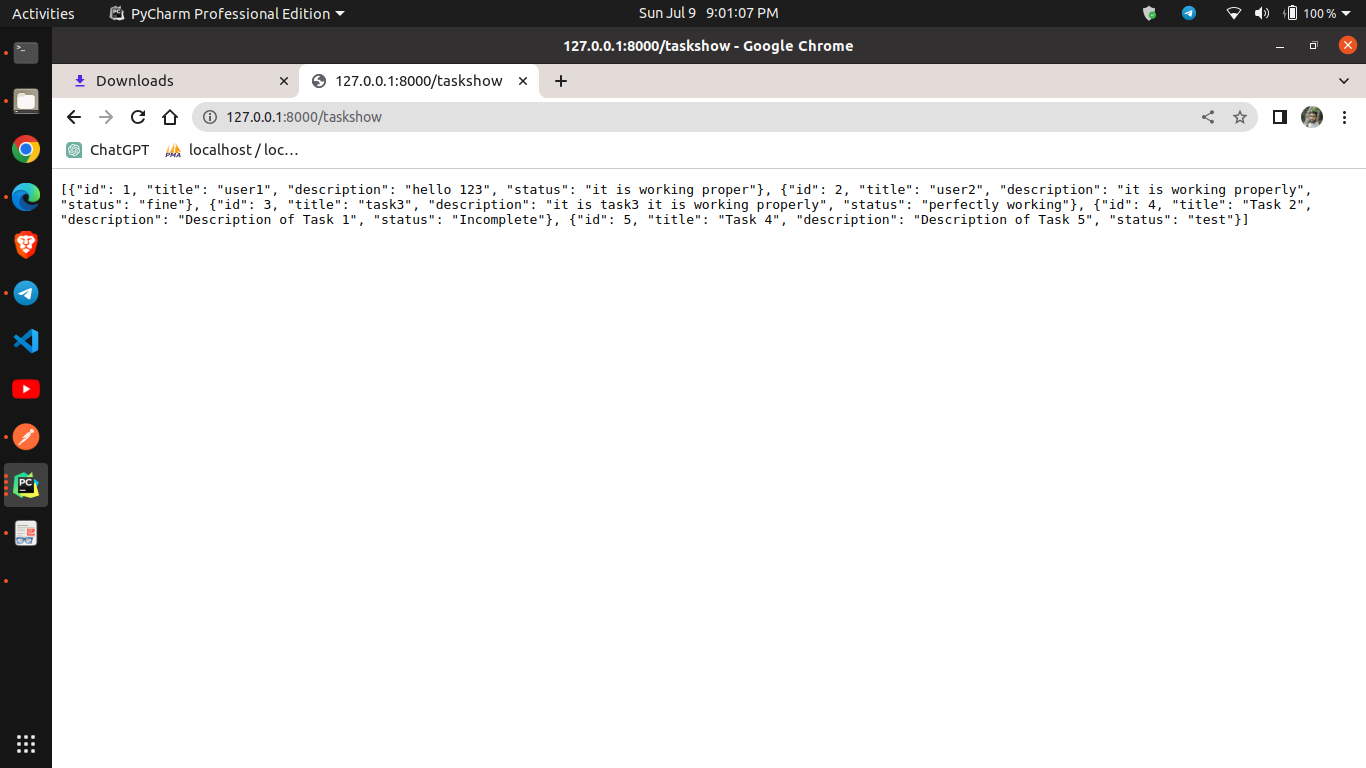 Activities PyCharm Professional Edition Sun Jul 9 9:01:07 PM 100 %
127.0.0.1:8000/taskshow - Google Chrome
Downloads 127.0.0.1:8000/taskshow
127.0.0.1:8000/taskshow
ChatGPT PMA localhost / loc...
[{"id": 1, "title": "user1", "description": "hello 123", "status": "it is working proper"}, {"id": 2, "title": "user2", "description": "it is working properly",
"status": "fine"}, {"id": 3, "title": "task3", "description": "it is task3 it is working properly", "status": "perfectly working"}, {"id": 4, "title": "Task 2",
"description": "Description of Task 1", "status": "Incomplete"}, {"id": 5, "title": "Task 4", "description": "Description of Task 5", "status": "test"}]
PC